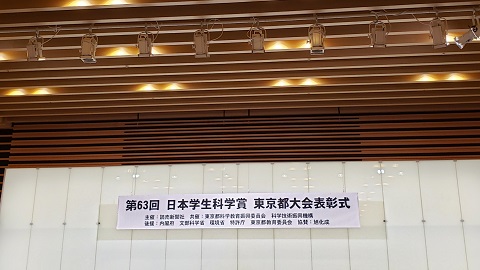 第63回 日本学生科学賞 東京都大会表彰式
主催：読売新聞社 共催：東京都科学教育振興委員会 科学技術振興機構
後援：内閣府 文部科学省 環境省 特許庁 東京都教育委員会 協賛：旭化成